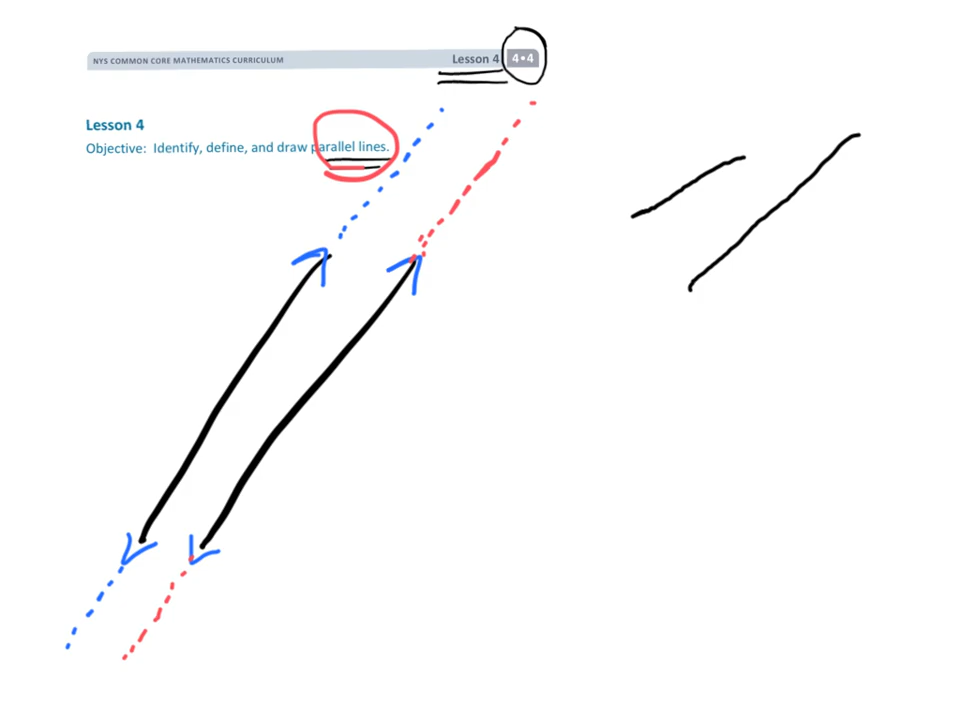 NYS COMMON CORE MATHEMATICS CURRICULUM Lesson 4 4•4
Lesson 4
Objective: Identify, define, and draw parallel lines.